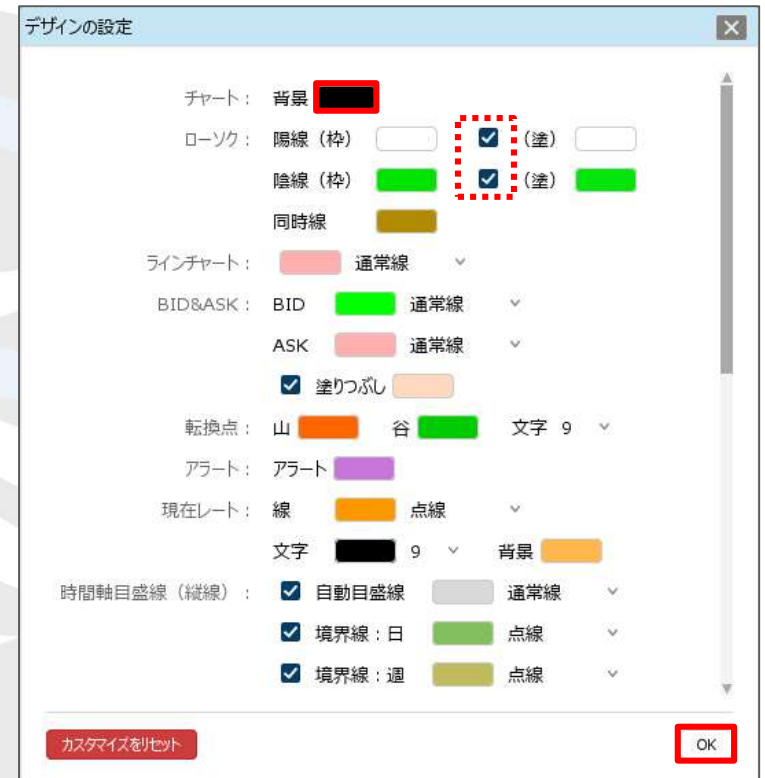 デザインの設定
チャート： 背景
ローソク： 陽線（枠） （塗）
陰線（枠） （塗）
同時線
ラインチャート： 通常線
BID&ASK： BID 通常線
ASK 通常線
塗りつぶし
転換点： 山 谷 文字 9
アラート： アラート
現在レート： 線 点線
文字 9 背景
時間軸目盛線（縦線）： 自動目盛線 通常線
境界線：日 点線
境界線：週 点線
カスタマイズをリセット OK